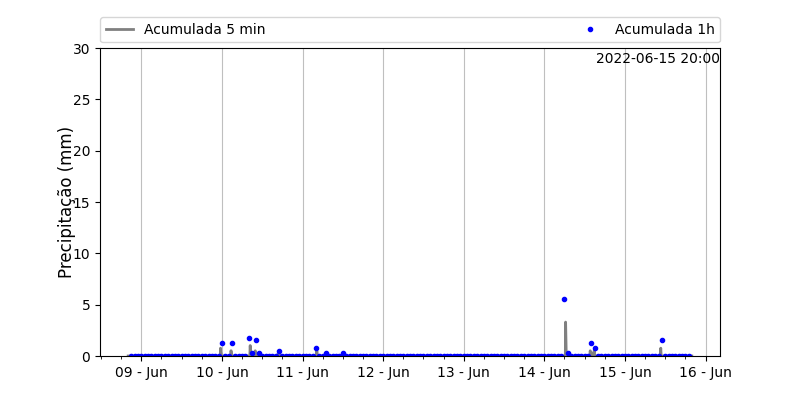 Acumulada 5 min
Acumulada 1h
2022-06-15 20:00
Precipitação (mm)
30
25
20
15
10
5
0
09 - Jun
10 - Jun
11 - Jun
12 - Jun
13 - Jun
14 - Jun
15 - Jun
16 - Jun